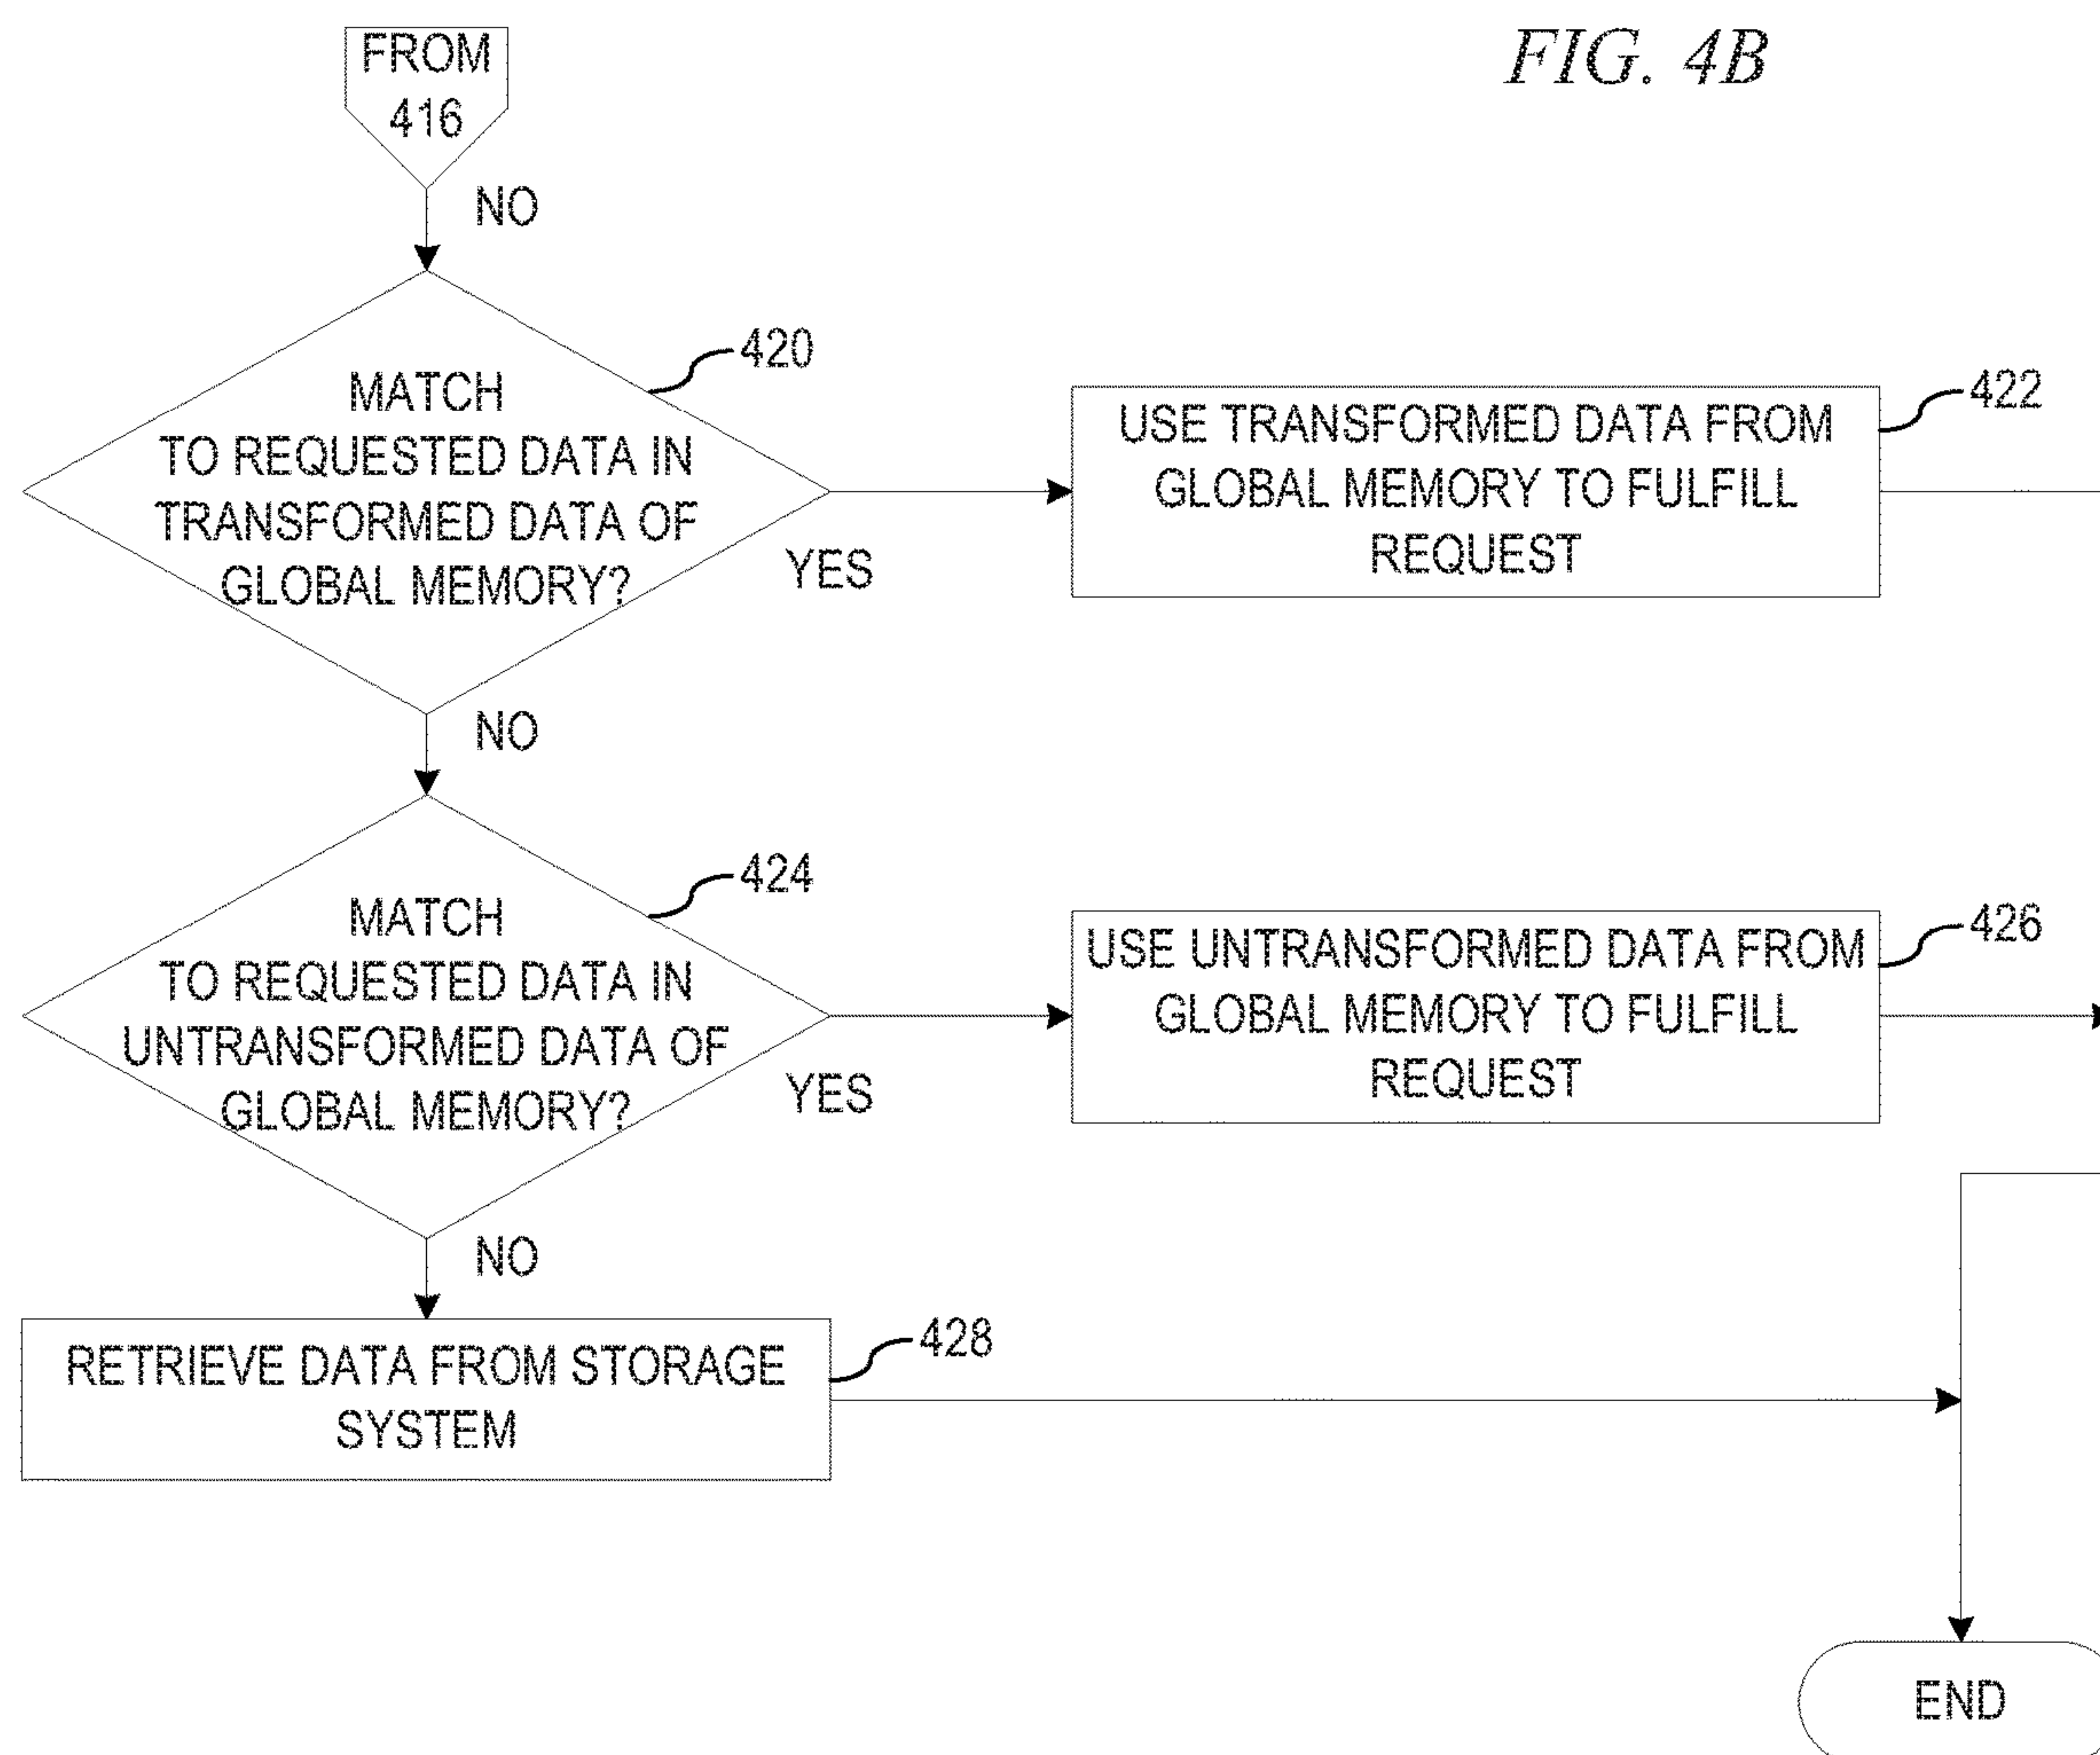 FIG. 4B
FROM
416
NO
420
MATCH
TO REQUESTED DATA IN
TRANSFORMED DATA OF
GLOBAL MEMORY?
YES
422
USE TRANSFORMED DATA FROM
GLOBAL MEMORY TO FULFILL
REQUEST
NO
424
MATCH
TO REQUESTED DATA IN
UNTRANSFORMED DATA OF
GLOBAL MEMORY?
YES
426
USE UNTRANSFORMED DATA FROM
GLOBAL MEMORY TO FULFILL
REQUEST
NO
428
RETRIEVE DATA FROM STORAGE
SYSTEM
END